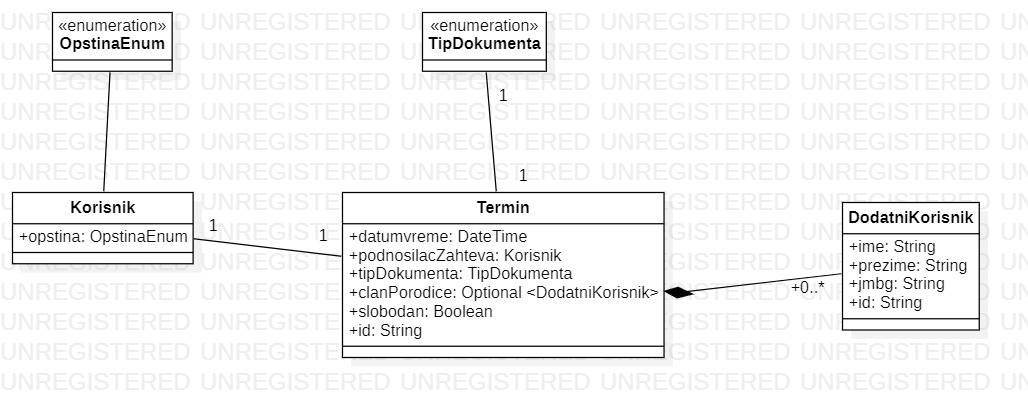 «enumeration»
OpstinaEnum
«enumeration»
TipDokumenta
1
1
Korisnik
+opstina: OpstinaEnum
1
1
Termin
+datumvreme: DateTime
+podnosilacZahteva: Korisnik
+tipDokumenta: TipDokumenta
+clanPorodice: Optional <DodatniKorisnik>
+slobodan: Boolean
+id: String
+0..*
DodatniKorisnik
+ime: String
+prezime: String
+jmbg: String
+id: String
UNREGISTERED UNREGISTERED UNREGISTERED UNREGISTERED UNREGISTERED UN